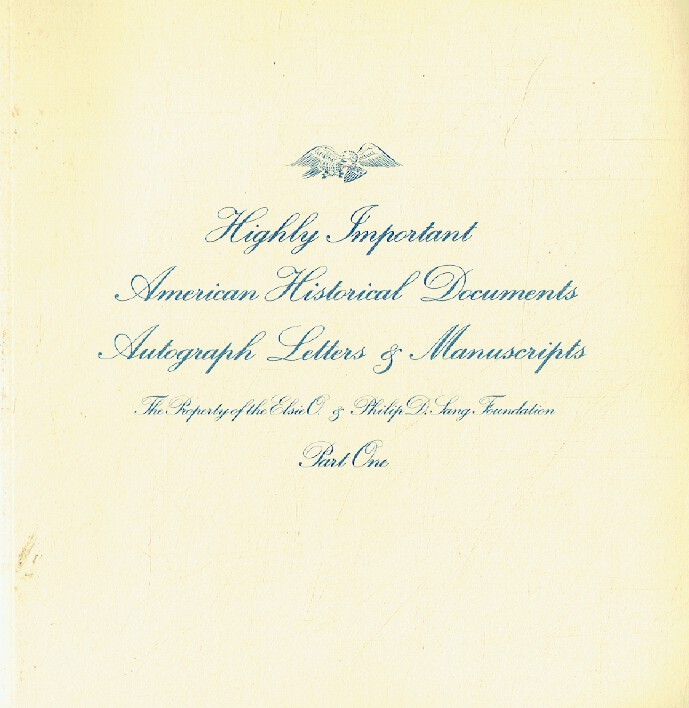 Highly Important
American Historical Documents
Autograph Letters & Manuscripts
The Property of the Elsie O. & Philip D. Sang Foundation
Part One